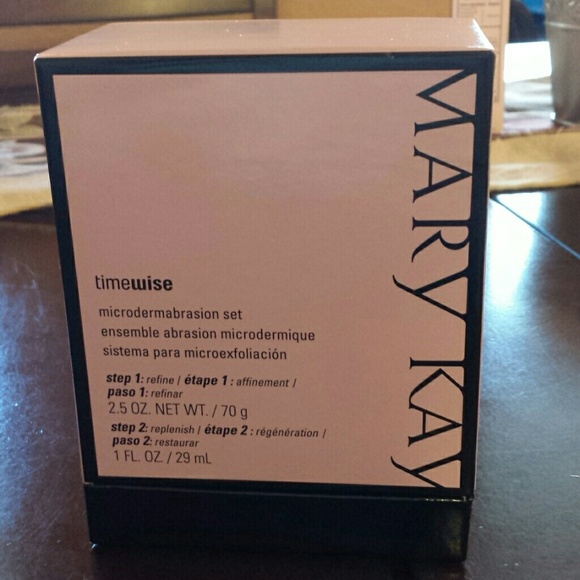 MARY KAY
timewise
microdermabrasion set
ensemble abrasion microdermique
sistema para microexfoliación
step 1: refine / étape 1 : affinement /
paso 1: refinar
2.5 OZ. NET WT. / 70 g
step 2: replenish / étape 2 : régénération /
paso 2: restaurar
1 FL. OZ. / 29 mL